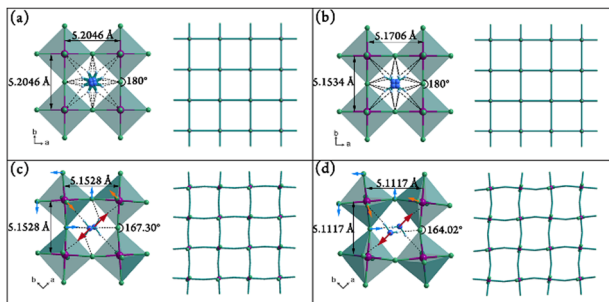 (a)
5.2046 Å
5.2046 Å
180°
b
a
(b)
5.1706 Å
5.1534 Å
180°
b
a
(c)
5.1528 Å
5.1528 Å
167.30°
b
a
(d)
5.1117 Å
5.1117 Å
164.02°
b
a